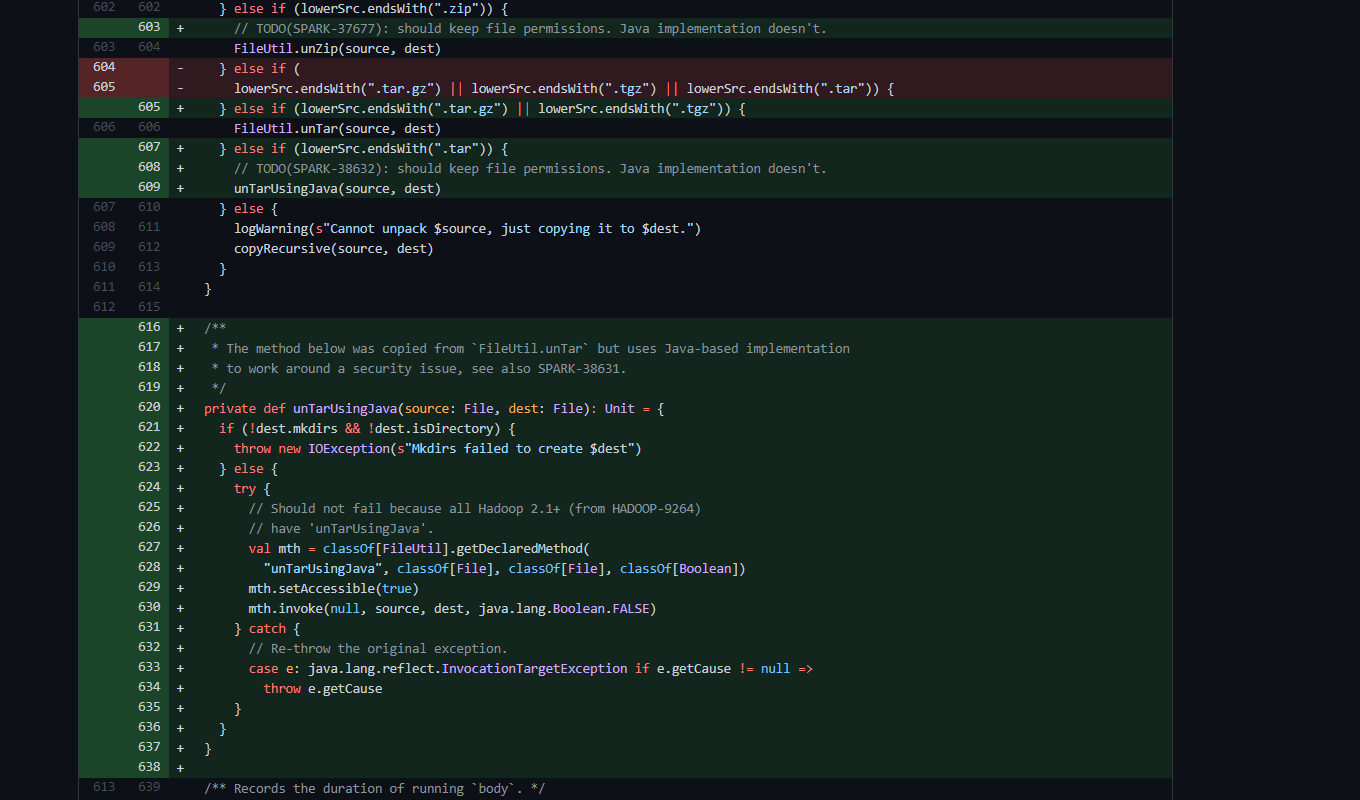 602 602 } else if (lowerSrc.endsWith(".zip")) {
603 + // TODO(SPARK-37677): should keep file permissions. Java implementation doesn't.
603 604 FileUtil.unZip(source, dest)
604 - } else if (
605 - lowerSrc.endsWith(".tar.gz") || lowerSrc.endsWith(".tgz") || lowerSrc.endsWith(".tar")) {
605 + } else if (lowerSrc.endsWith(".tar.gz") || lowerSrc.endsWith(".tgz")) {
606 606 FileUtil.unTar(source, dest)
607 + } else if (lowerSrc.endsWith(".tar")) {
608 + // TODO(SPARK-38632): should keep file permissions. Java implementation doesn't.
609 + unTarUsingJava(source, dest)
607 610 } else {
608 611 logWarning(s"Cannot unpack $source, just copying it to $dest.")
609 612 copyRecursive(source, dest)
610 613 }
611 614 }
612 615
616 + /**
617 + * The method below was copied from `FileUtil.unTar` but uses Java-based implementation
618 + * to work around a security issue, see also SPARK-38631.
619 + */
620 + private def unTarUsingJava(source: File, dest: File): Unit = {
621 + if (!dest.mkdirs && !dest.isDirectory) {
622 + throw new IOException(s"Mkdirs failed to create $dest")
623 + } else {
624 + try {
625 + // Should not fail because all Hadoop 2.1+ (from HADOOP-9264)
626 + // have 'unTarUsingJava'.
627 + val mth = classOf[FileUtil].getDeclaredMethod(
628 + "unTarUsingJava", classOf[File], classOf[File], classOf[Boolean])
629 + mth.setAccessible(true)
630 + mth.invoke(null, source, dest, java.lang.Boolean.FALSE)
631 + } catch {
632 + // Re-throw the original exception.
633 + case e: java.lang.reflect.InvocationTargetException if e.getCause != null =>
634 + throw e.getCause
635 + }
636 + }
637 + }
638 +
613 639 /** Records the duration of running `body`. */